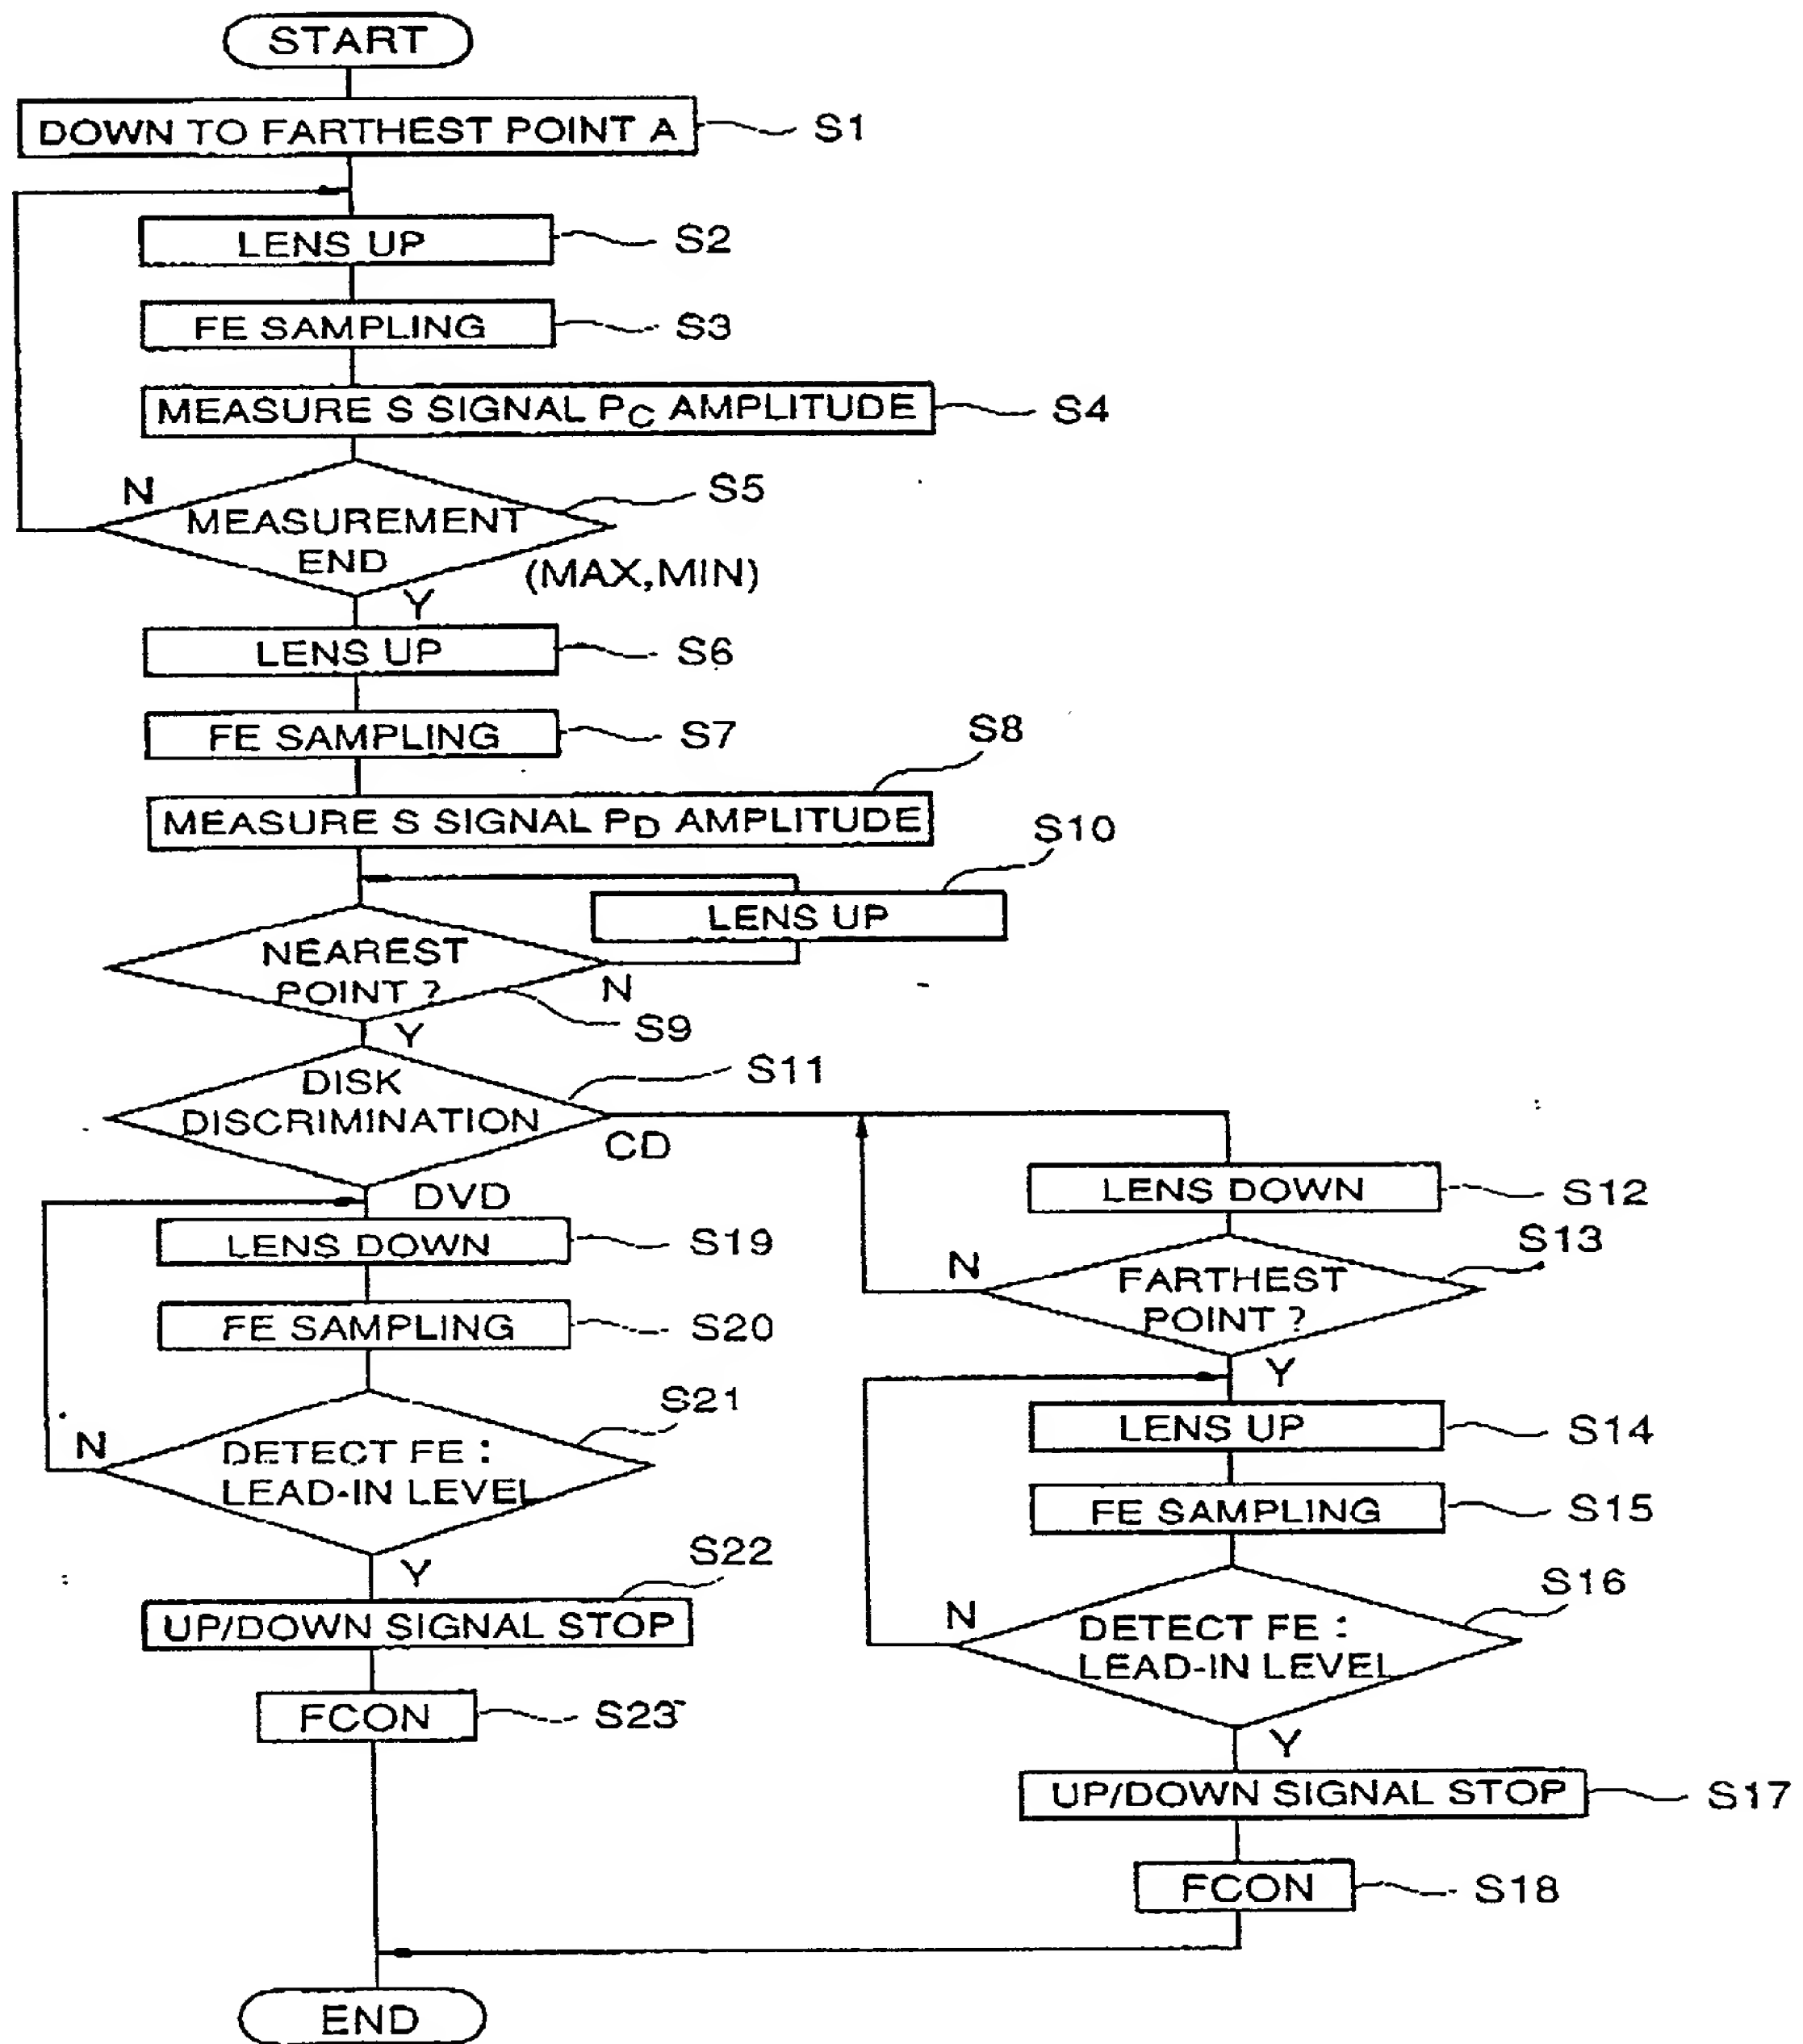 START
DOWN TO FARTHEST POINT A
S1
LENS UP
S2
FE SAMPLING
S3
MEASURE S SIGNAL PC AMPLITUDE
S4
N
S5
MEASUREMENT
END
(MAX,MIN)
Y
LENS UP
S6
FE SAMPLING
S7
S8
MEASURE S SIGNAL PD AMPLITUDE
S10
LENS UP
NEAREST
POINT ?
N
S9
Y
DISK
DISCRIMINATION
S11
CD
DVD
LENS DOWN
S19
FE SAMPLING
S20
S21
N
DETECT FE :
LEAD-IN LEVEL
Y
S22
UP/DOWN SIGNAL STOP
FCON
S23
LENS DOWN
S12
S13
N
FARTHEST
POINT ?
Y
LENS UP
S14
FE SAMPLING
S15
S16
N
DETECT FE :
LEAD-IN LEVEL
Y
UP/DOWN SIGNAL STOP
S17
FCON
S18
END